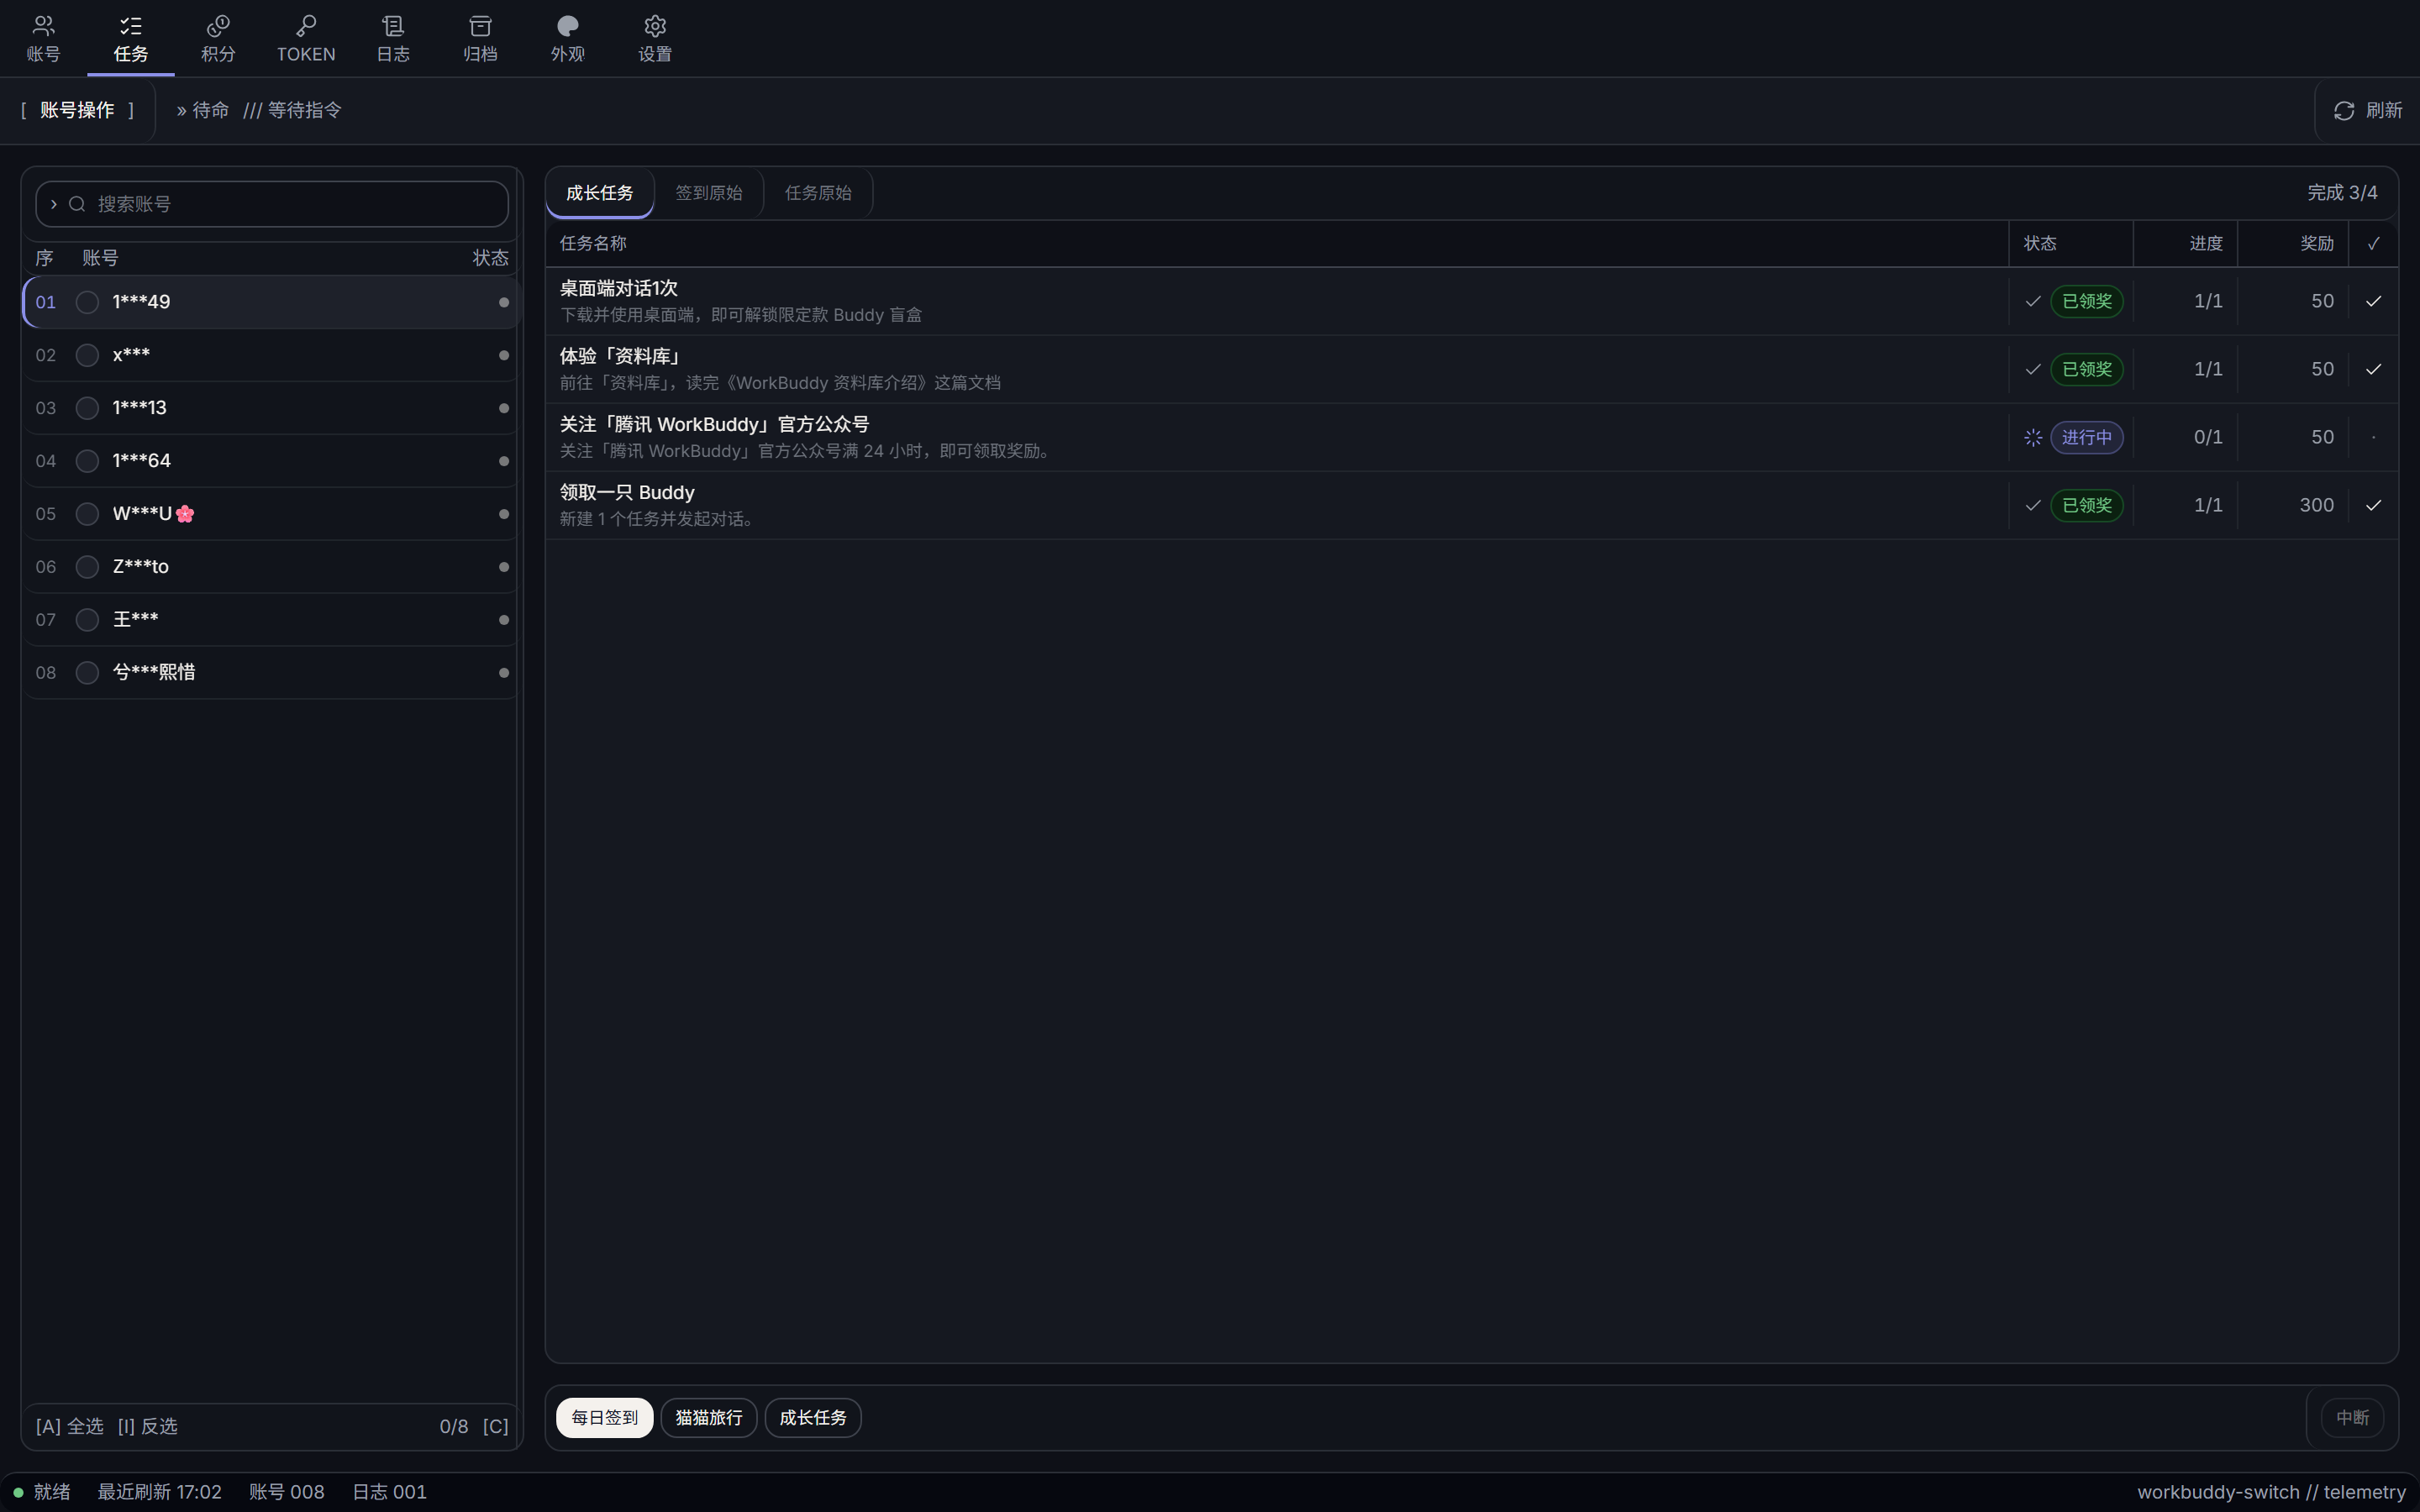 账号 任务 积分 TOKEN 日志 归档 外观 设置
[ 账号操作 ] » 待命 /// 等待指令 刷新
› 搜索账号
序 账号 状态
01 1***49
02 x***
03 1***13
04 1***64
05 W***U🌸
06 Z***to
07 王***
08 兮***熙惜
[A] 全选 [I] 反选 0/8 [C]
成长任务 签到原始 任务原始 完成 3/4
任务名称 状态 进度 奖励 ✓
桌面端对话1次 已领奖 1/1 50 ✓
下载并使用桌面端，即可解锁限定款 Buddy 盲盒
体验「资料库」 已领奖 1/1 50 ✓
前往「资料库」，读完《WorkBuddy 资料库介绍》这篇文档
关注「腾讯 WorkBuddy」官方公众号 进行中 0/1 50 ·
关注「腾讯 WorkBuddy」官方公众号满 24 小时，即可领取奖励。
领取一只 Buddy 已领奖 1/1 300 ✓
新建 1 个任务并发起对话。
每日签到 猫猫旅行 成长任务 中断
就绪 最近刷新 17:02 账号 008 日志 001 workbuddy-switch // telemetry